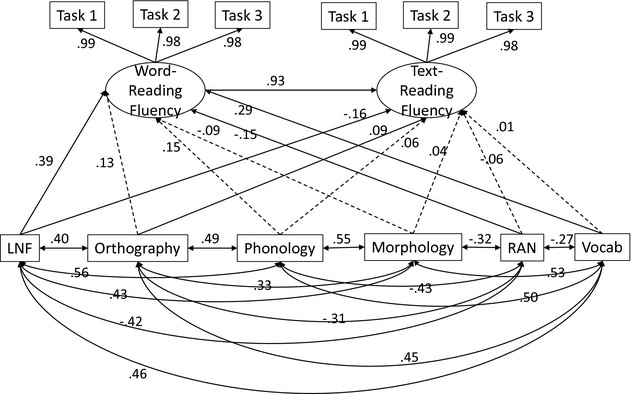 Task 1 Task 2 Task 3 Task 1 Task 2 Task 3
.99 .98 .98 .99 .99 .98
Word-
Reading
Fluency
.93
Text-
Reading
Fluency
.29 -.16
-.09 -.15 .09 .01
.15 .06
.04 -.06
.39 .13
LNF .40 Orthography .49 Phonology .55 Morphology -.32 RAN -.27 Vocab
.56 .33 -.43 .53
.43 .50
-.42 -.31
.45
.46